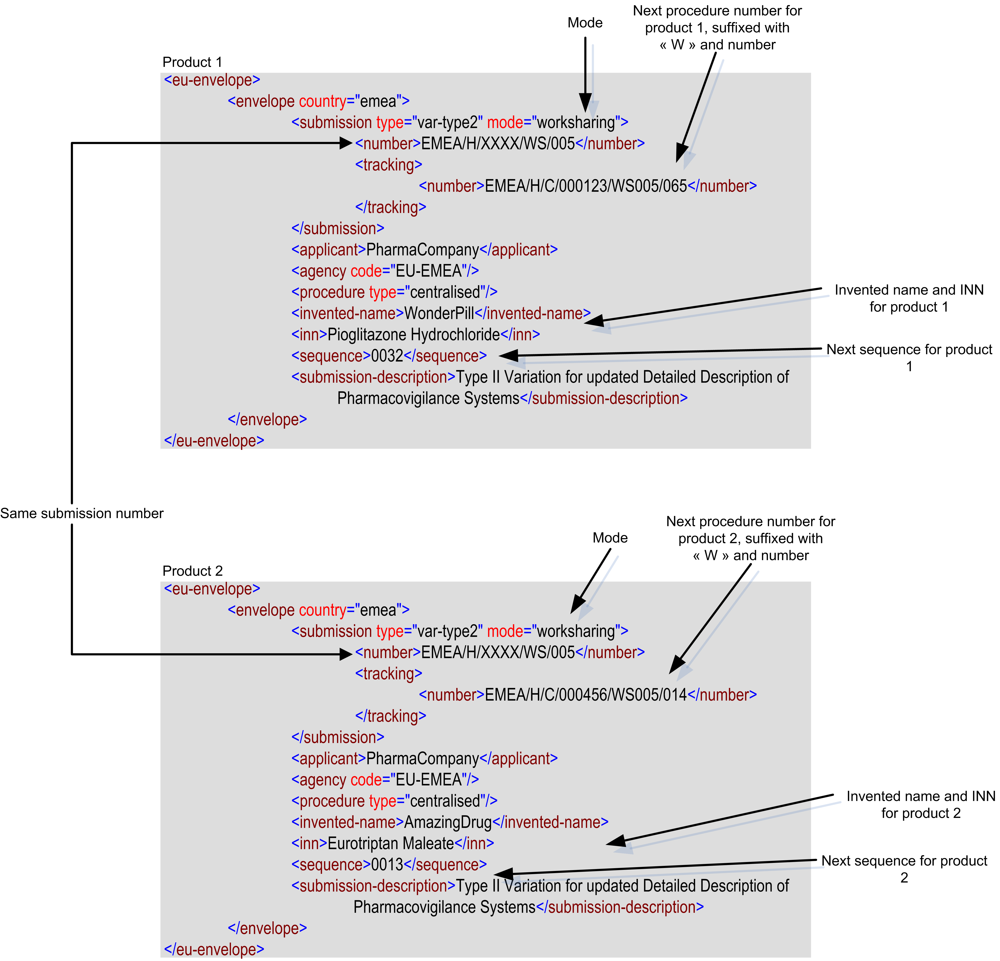 Mode
Next procedure number for
product 1, suffixed with
« W » and number
Product 1
<eu-envelope>
<envelope country="emea">
<submission type="var-type2" mode="worksharing">
<number>EMEA/H/XXXX/WS/005</number>
<tracking>
<number>EMEA/H/C/000123/WS005/065</number>
</tracking>
</submission>
<applicant>PharmaCompany</applicant>
<agency code="EU-EMEA"/>
<procedure type="centralised"/>
<invented-name>WonderPill</invented-name>
<inn>Pioglitazone Hydrochloride</inn>
<sequence>0032</sequence>
<submission-description>Type II Variation for updated Detailed Description of
Pharmacovigilance Systems</submission-description>
</envelope>
</eu-envelope>
Invented name and INN
for product 1
Next sequence for product
1
Same submission number
Mode
Next procedure number for
product 2, suffixed with
« W » and number
Product 2
<eu-envelope>
<envelope country="emea">
<submission type="var-type2" mode="worksharing">
<number>EMEA/H/XXXX/WS/005</number>
<tracking>
<number>EMEA/H/C/000456/WS005/014</number>
</tracking>
</submission>
<applicant>PharmaCompany</applicant>
<agency code="EU-EMEA"/>
<procedure type="centralised"/>
<invented-name>AmazingDrug</invented-name>
<inn>Eurotriptan Maleate</inn>
<sequence>0013</sequence>
<submission-description>Type II Variation for updated Detailed Description of
Pharmacovigilance Systems</submission-description>
</envelope>
</eu-envelope>
Invented name and INN
for product 2
Next sequence for product
2